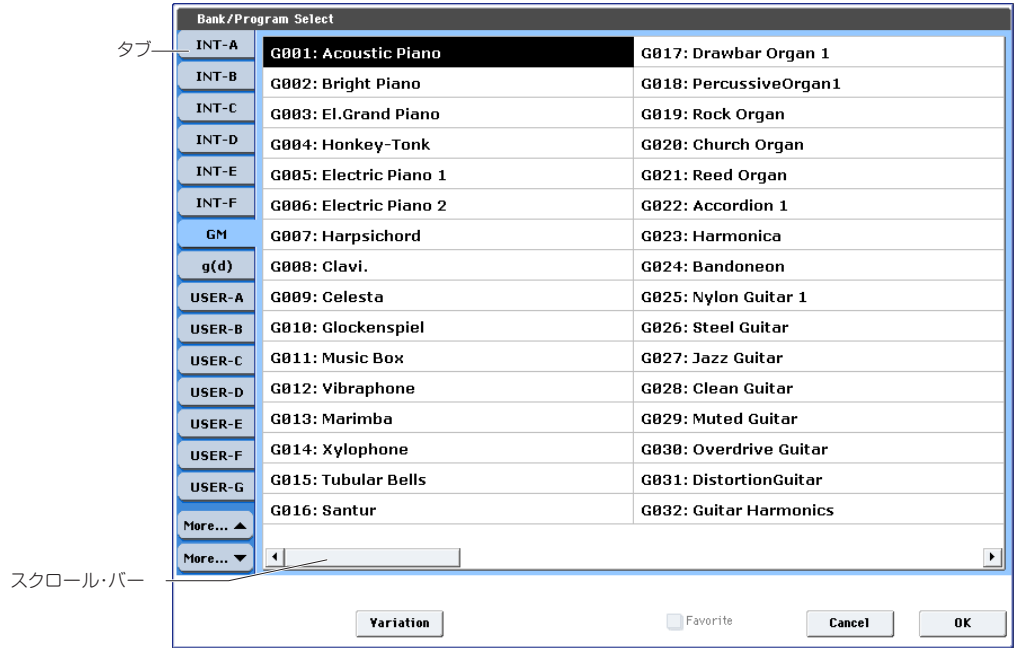 Bank/Program Select
タブ
INT-A
INT-B
INT-C
INT-D
INT-E
INT-F
GM
g(d)
USER-A
USER-B
USER-C
USER-D
USER-E
USER-F
USER-G
More... ▲
More... ▼
G001: Acoustic Piano
G002: Bright Piano
G003: El.Grand Piano
G004: Honkey-Tonk
G005: Electric Piano 1
G006: Electric Piano 2
G007: Harpsichord
G008: Clavi.
G009: Celesta
G010: Glockenspiel
G011: Music Box
G012: Vibraphone
G013: Marimba
G014: Xylophone
G015: Tubular Bells
G016: Santur
G017: Drawbar Organ 1
G018: PercussiveOrgan1
G019: Rock Organ
G020: Church Organ
G021: Reed Organ
G022: Accordion 1
G023: Harmonica
G024: Bandoneon
G025: Nylon Guitar 1
G026: Steel Guitar
G027: Jazz Guitar
G028: Clean Guitar
G029: Muted Guitar
G030: Overdrive Guitar
G031: DistortionGuitar
G032: Guitar Harmonics
スクロール・バー
Variation
Favorite
Cancel
OK